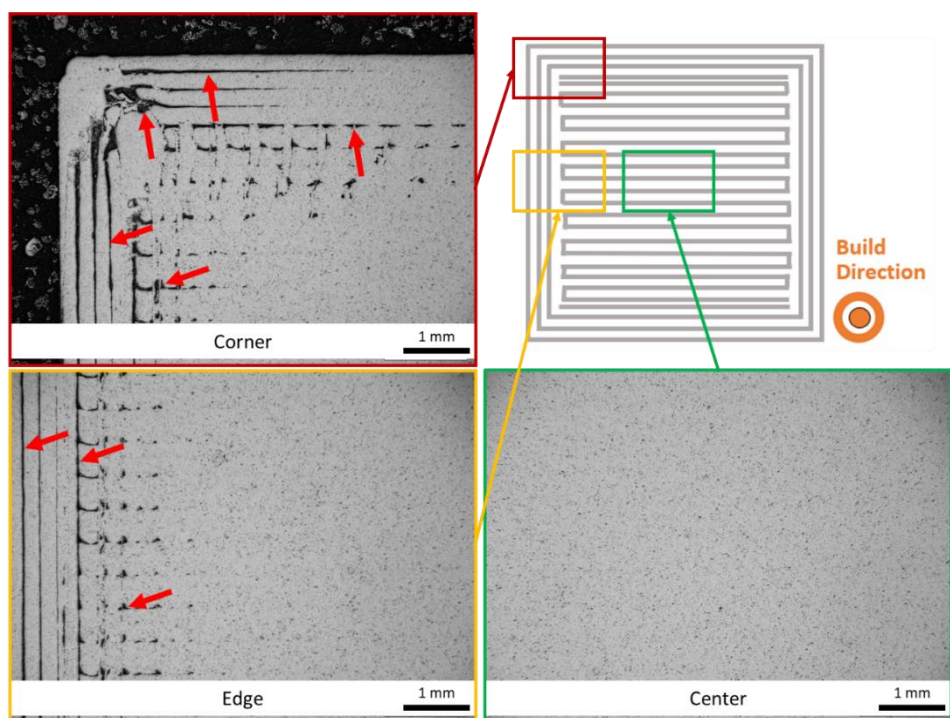 Corner
1 mm
Build
Direction
Edge
1 mm
Center
1 mm